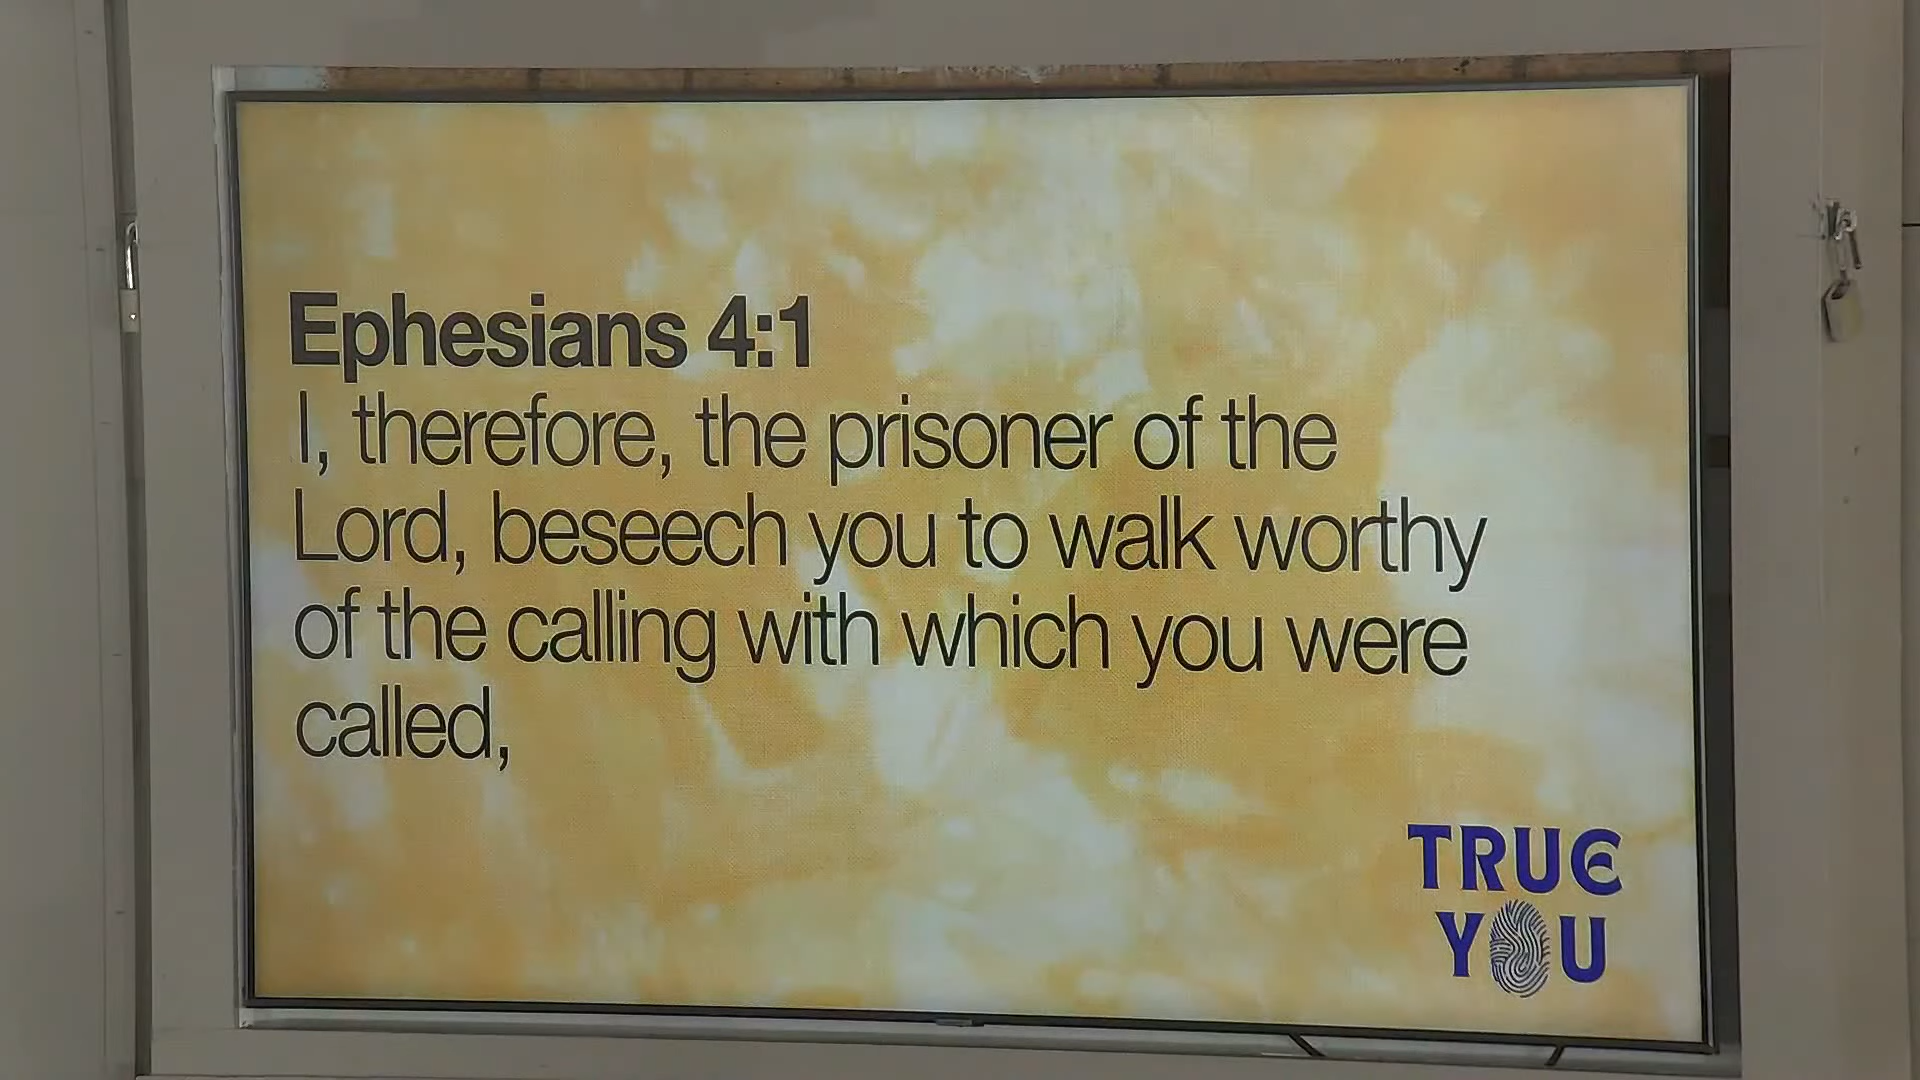 Ephesians 4:1
I, therefore, the prisoner of the
Lord, beseech you to walk worthy
of the calling with which you were
called,
TRUE
YOU